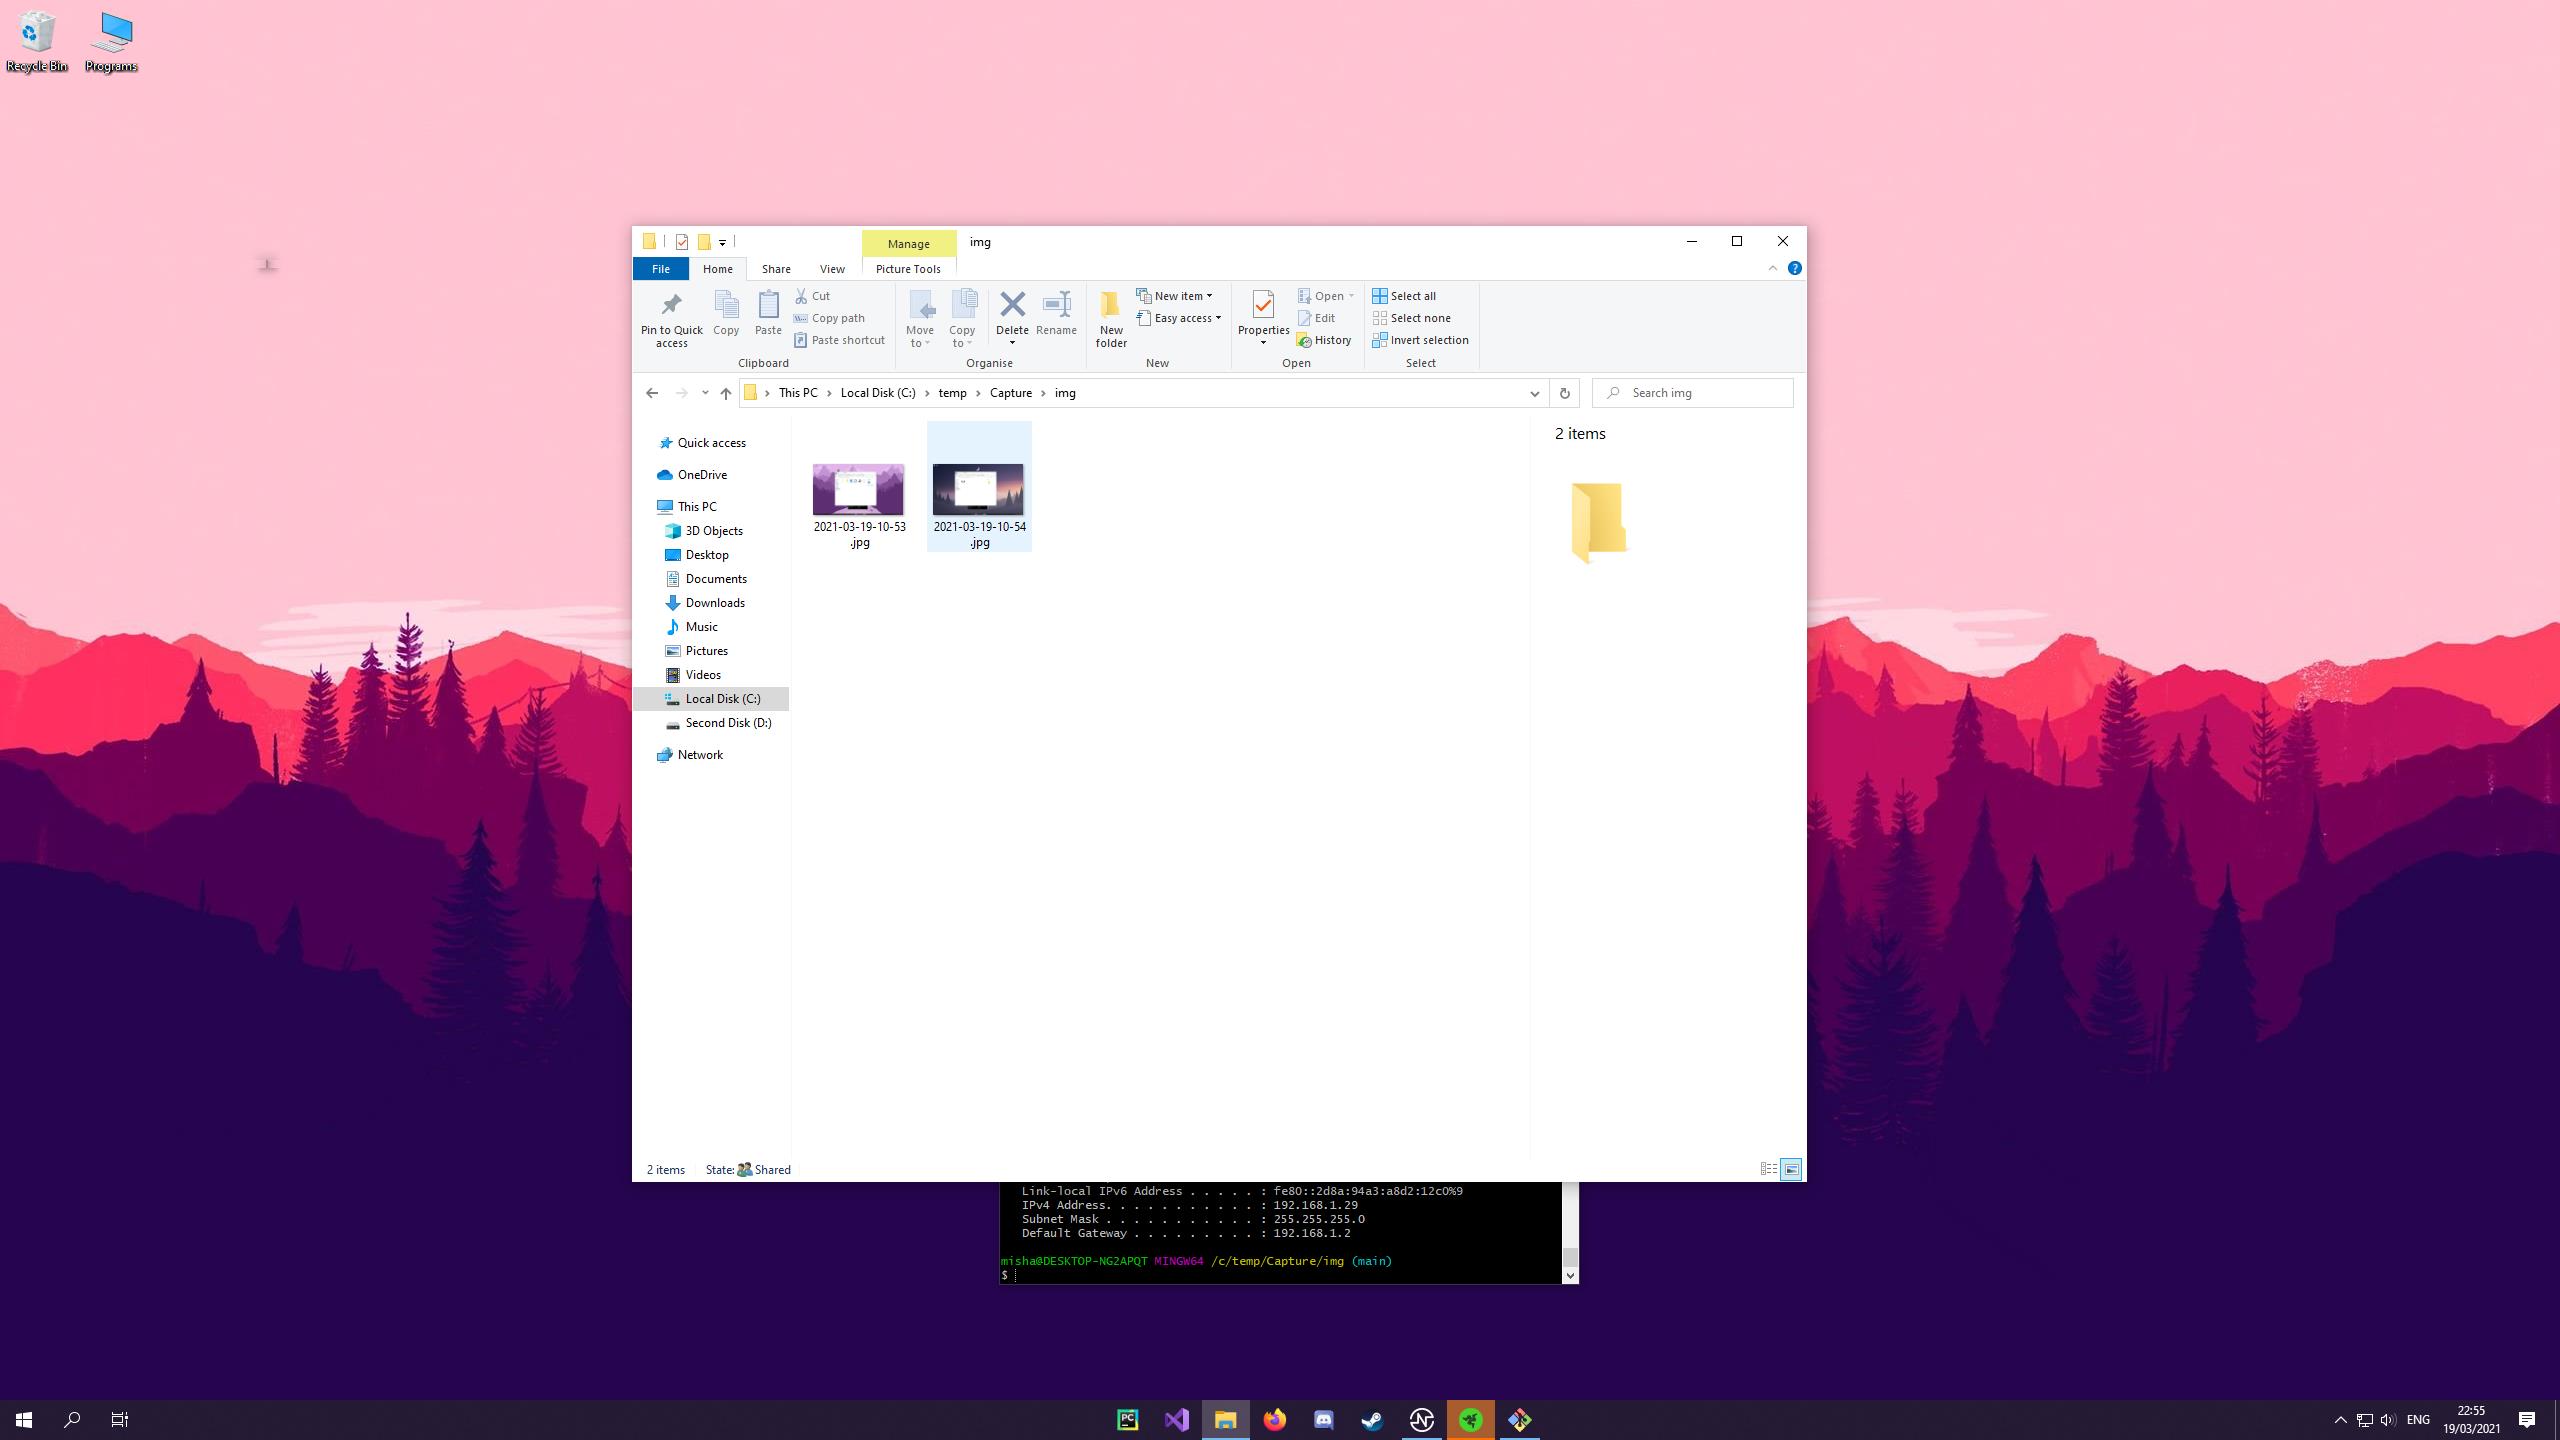 Recycle Bin
Programs
Manage
img
File
Home
Share
View
Picture Tools
Pin to Quick access
Copy
Paste
Cut
Copy path
Paste shortcut
Clipboard
Move to
Copy to
Delete
Rename
Organise
New folder
New item
Easy access
New
Properties
Open
Edit
History
Open
Select all
Select none
Invert selection
Select
This PC
Local Disk (C:)
temp
Capture
img
Search img
Quick access
OneDrive
This PC
3D Objects
Desktop
Documents
Downloads
Music
Pictures
Videos
Local Disk (C:)
Second Disk (D:)
Network
2021-03-19-10-53
.jpg
2021-03-19-10-54
.jpg
2 items
2 items
State: Shared
Link-local IPv6 Address . . . . . : fe80::2d8a:94a3:a8d2:12c0%9
IPv4 Address. . . . . . . . . . . : 192.168.1.29
Subnet Mask . . . . . . . . . . . : 255.255.255.0
Default Gateway . . . . . . . . . : 192.168.1.2
misha@DESKTOP-NG2APQT MINGW64 /c/temp/Capture/img (main)
$
PC
ENG
22:55
19/03/2021